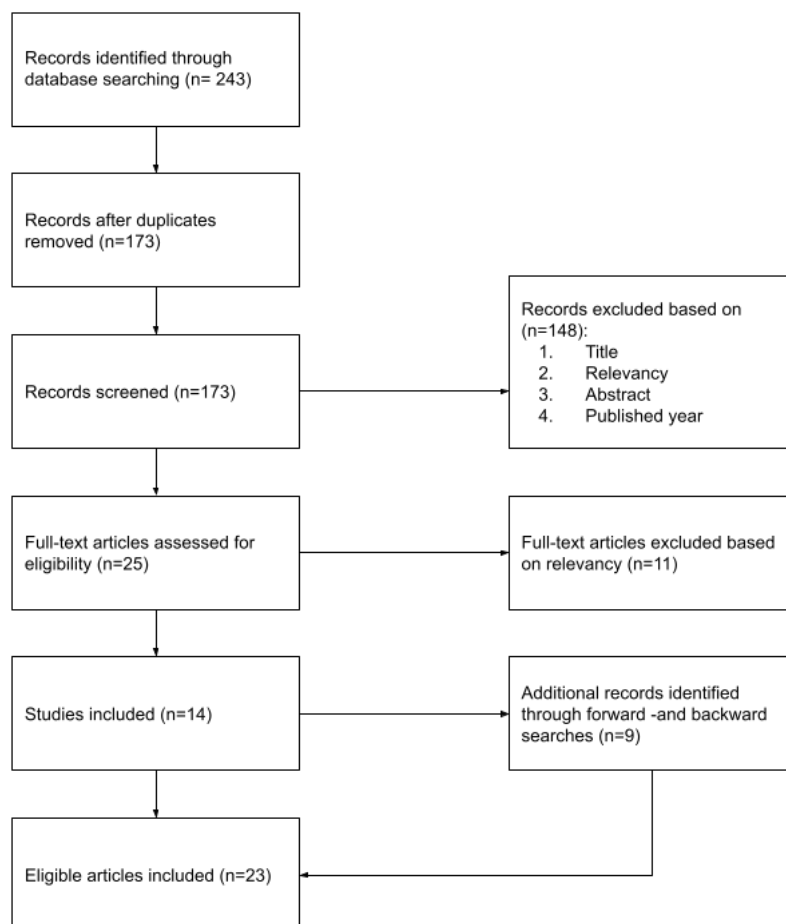 Records identified through
database searching (n= 243)
Records after duplicates
removed (n=173)
Records excluded based on
(n=148):
1. Title
2. Relevancy
3. Abstract
4. Published year
Records screened (n=173)
Full-text articles assessed for
eligibility (n=25)
Full-text articles excluded based
on relevancy (n=11)
Studies included (n=14)
Additional records identified
through forward -and backward
searches (n=9)
Eligible articles included (n=23)